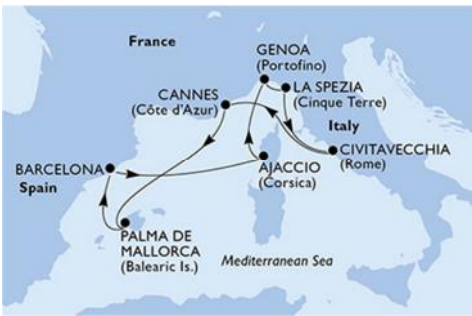 France
GENOA
(Portofino)
CANNES
(Côte d'Azur)
LA SPEZIA
(Cinque Terre)
Italy
CIVITAVECCHIA
(Rome)
BARCELONA
Spain
AJACCIO
(Corsica)
PALMA DE
MALLORCA
(Balearic Is.)
Mediterranean Sea